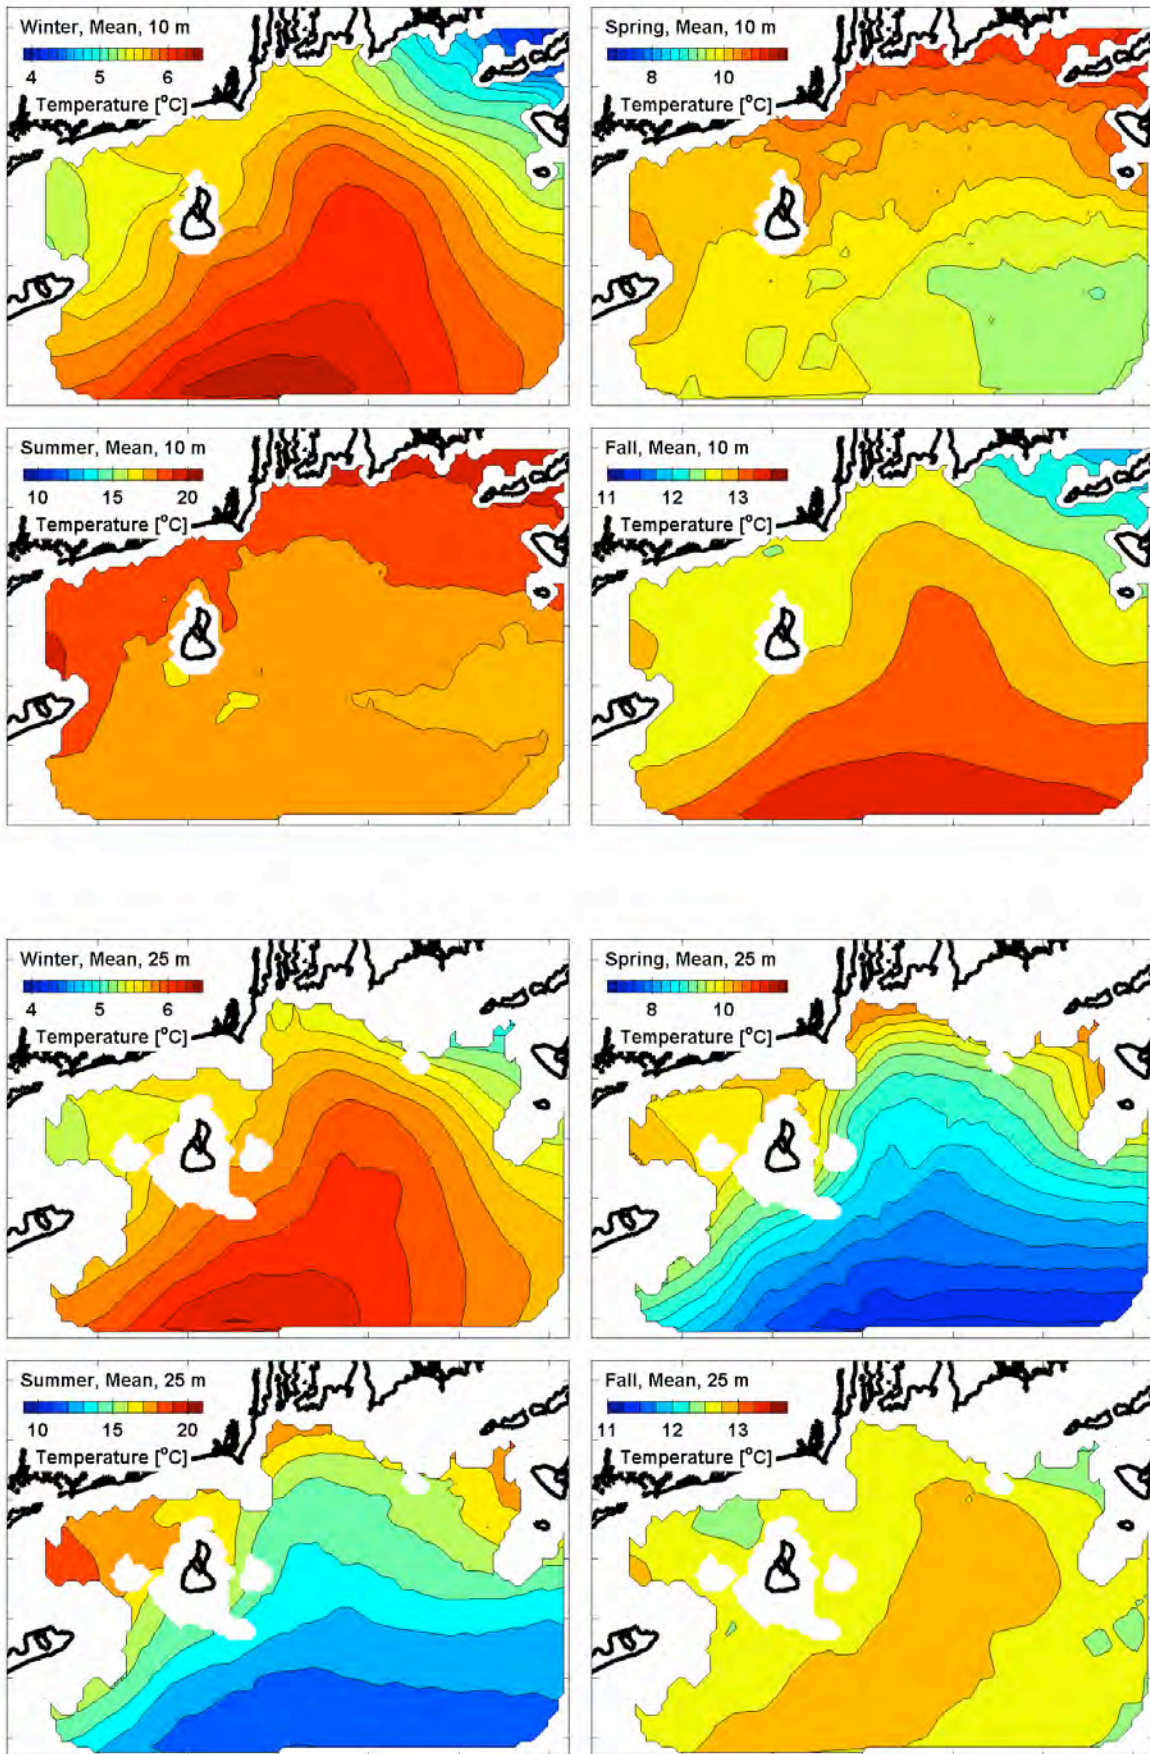 Winter, Mean, 10 m
4 5 6
Temperature [°C]
Spring, Mean, 10 m
8 10
Temperature [°C]
Summer, Mean, 10 m
10 15 20
Temperature [°C]
Fall, Mean, 10 m
11 12 13
Temperature [°C]
Winter, Mean, 25 m
4 5 6
Temperature [°C]
Spring, Mean, 25 m
8 10
Temperature [°C]
Summer, Mean, 25 m
10 15 20
Temperature [°C]
Fall, Mean, 25 m
11 12 13
Temperature [°C]